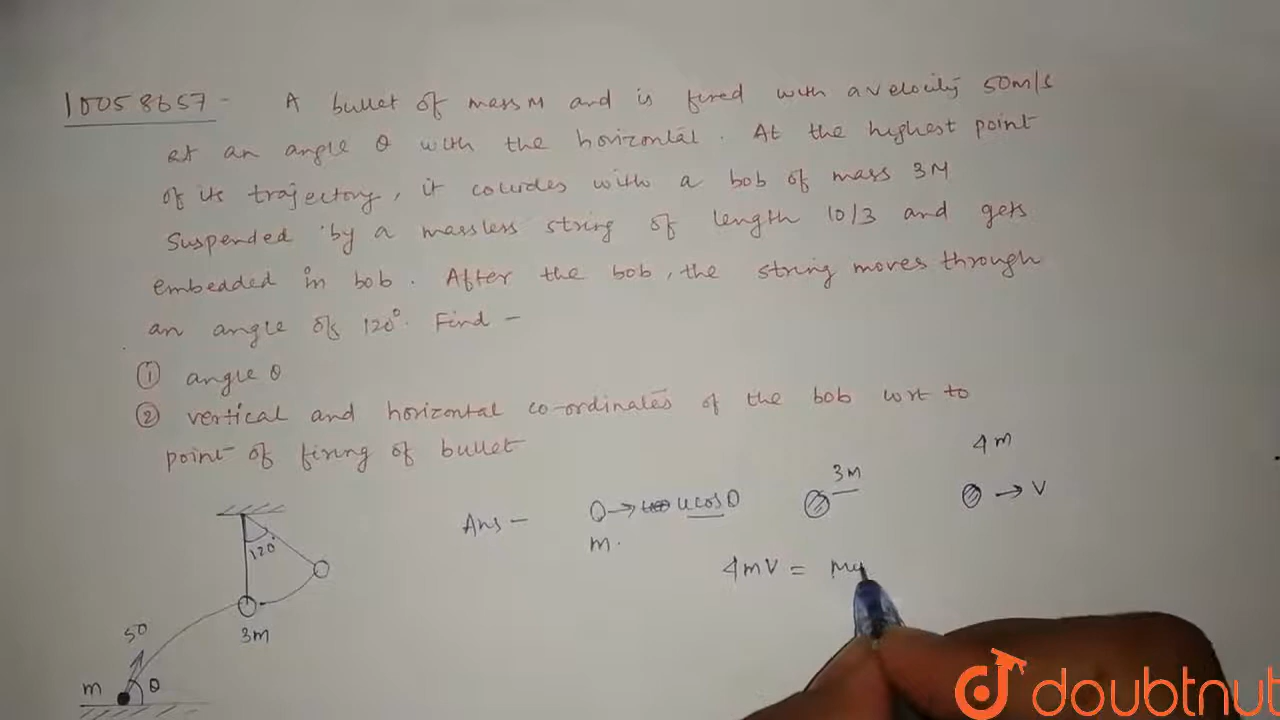 10058657 - A bullet of mass M and is fired with a velocity 50m/s
at an angle θ with the horizontal. At the highest point
of its trajectory, it colides with a bob of mass 3M
Suspended by a massless string of length 10/3 and gets
embedded in bob. After the bob, the string moves through
an angle of 120°. Find -
① angle θ
② vertical and horizontal co-ordinates of the bob wrt to
point of firing of bullet
4m
3M
Ans - → ucosθ → V
m.
120°
4mV = Mu
50
3m
m θ
doubtnut